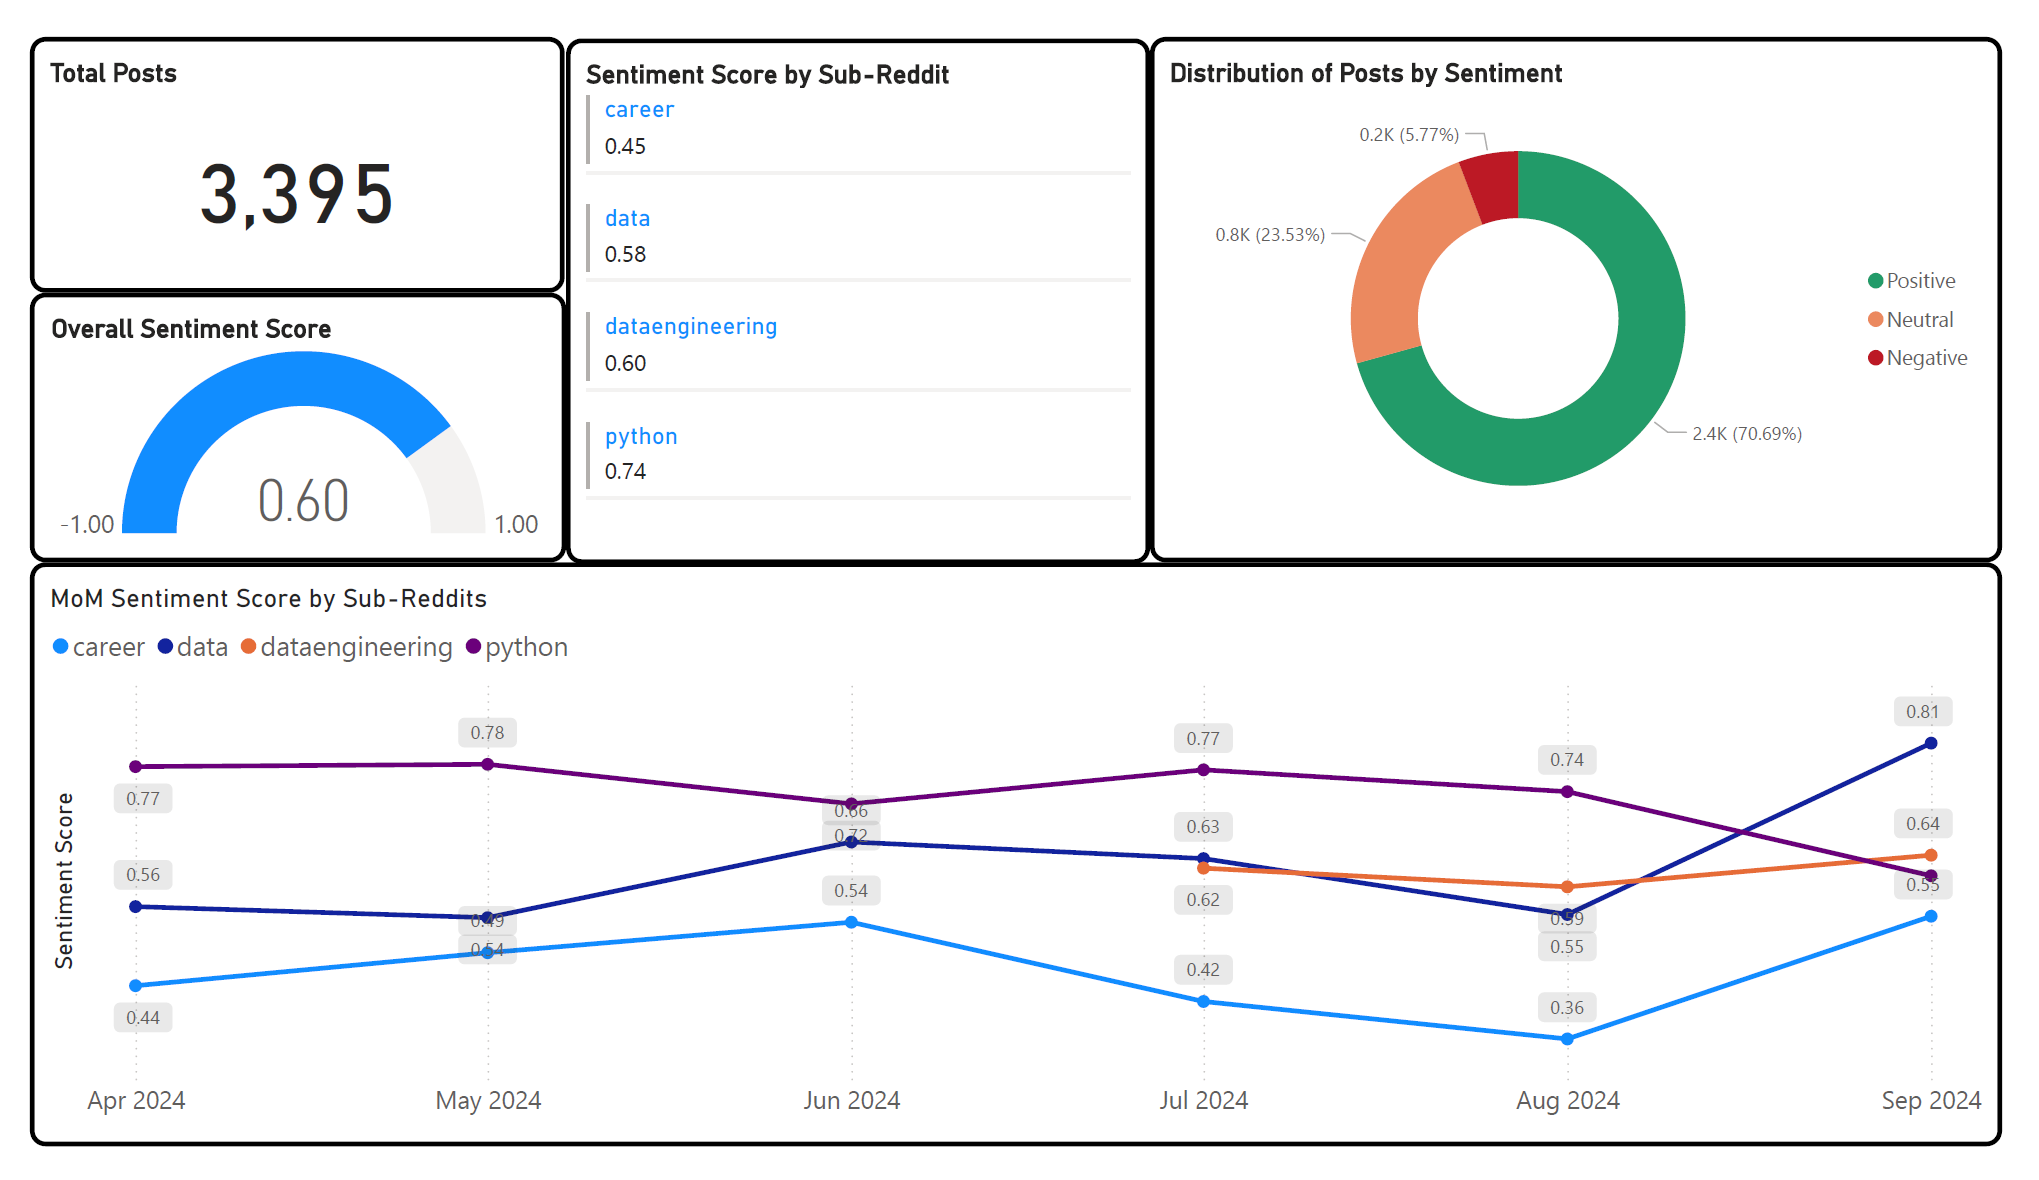 Total Posts
3,395
Overall Sentiment Score
0.60
-1.00
1.00
Sentiment Score by Sub-Reddit
career
0.45
data
0.58
dataengineering
0.60
python
0.74
Distribution of Posts by Sentiment
0.2K (5.77%)
0.8K (23.53%)
2.4K (70.69%)
Positive
Neutral
Negative
MoM Sentiment Score by Sub-Reddits
career data dataengineering python
Sentiment Score
0.77
0.56
0.44
0.78
0.49
0.54
0.66
0.72
0.54
0.77
0.63
0.62
0.42
0.74
0.59
0.55
0.36
0.81
0.64
0.55
Apr 2024 May 2024 Jun 2024 Jul 2024 Aug 2024 Sep 2024